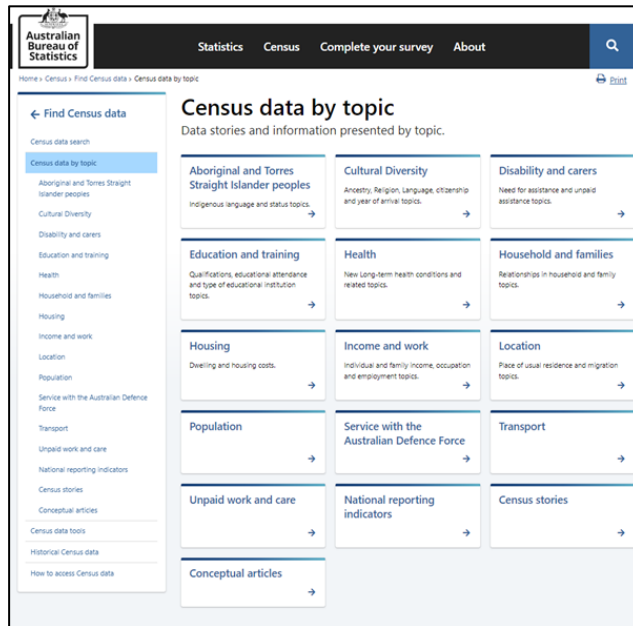 Australian
Bureau of
Statistics
Statistics
Census
Complete your survey
About
Home > Census > Find Census data > Census data by topic
Print
← Find Census data
Census data search
Census data by topic
Aboriginal and Torres Straight
Islander peoples
Cultural Diversity
Disability and carers
Education and training
Health
Household and families
Housing
Income and work
Location
Population
Service with the Australian Defence
Force
Transport
Unpaid work and care
National reporting indicators
Census stories
Conceptual articles
Census data tools
Historical Census data
How to access Census data
Census data by topic
Data stories and information presented by topic.
Aboriginal and Torres
Straight Islander peoples
Indigenous language and status topics.
→
Cultural Diversity
Ancestry, Religion, Language, citizenship
and year of arrival topics.
→
Disability and carers
Need for assistance and unpaid
assistance topics.
→
Education and training
Qualifications, educational attendance
and type of educational institution
topics.
→
Health
New Long-term health conditions and
related topics.
→
Household and families
Relationships in household and family
topics.
→
Housing
Dwelling and housing costs.
→
Income and work
Individual and family income, occupation
and employment topics.
→
Location
Place of usual residence and migration
topics.
→
Population
→
Service with the
Australian Defence Force
→
Transport
→
Unpaid work and care
→
National reporting
indicators
→
Census stories
→
Conceptual articles
→